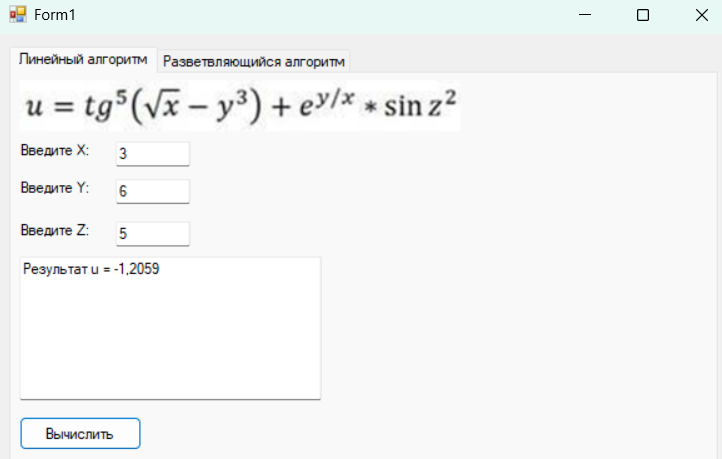 Form1
Линейный алгоритм Разветвляющийся алгоритм
u = tg⁵(√x − y³) + e^{y/x} * sin z²
Введите X: 3
Введите Y: 6
Введите Z: 5
Результат u = -1,2059
Вычислить